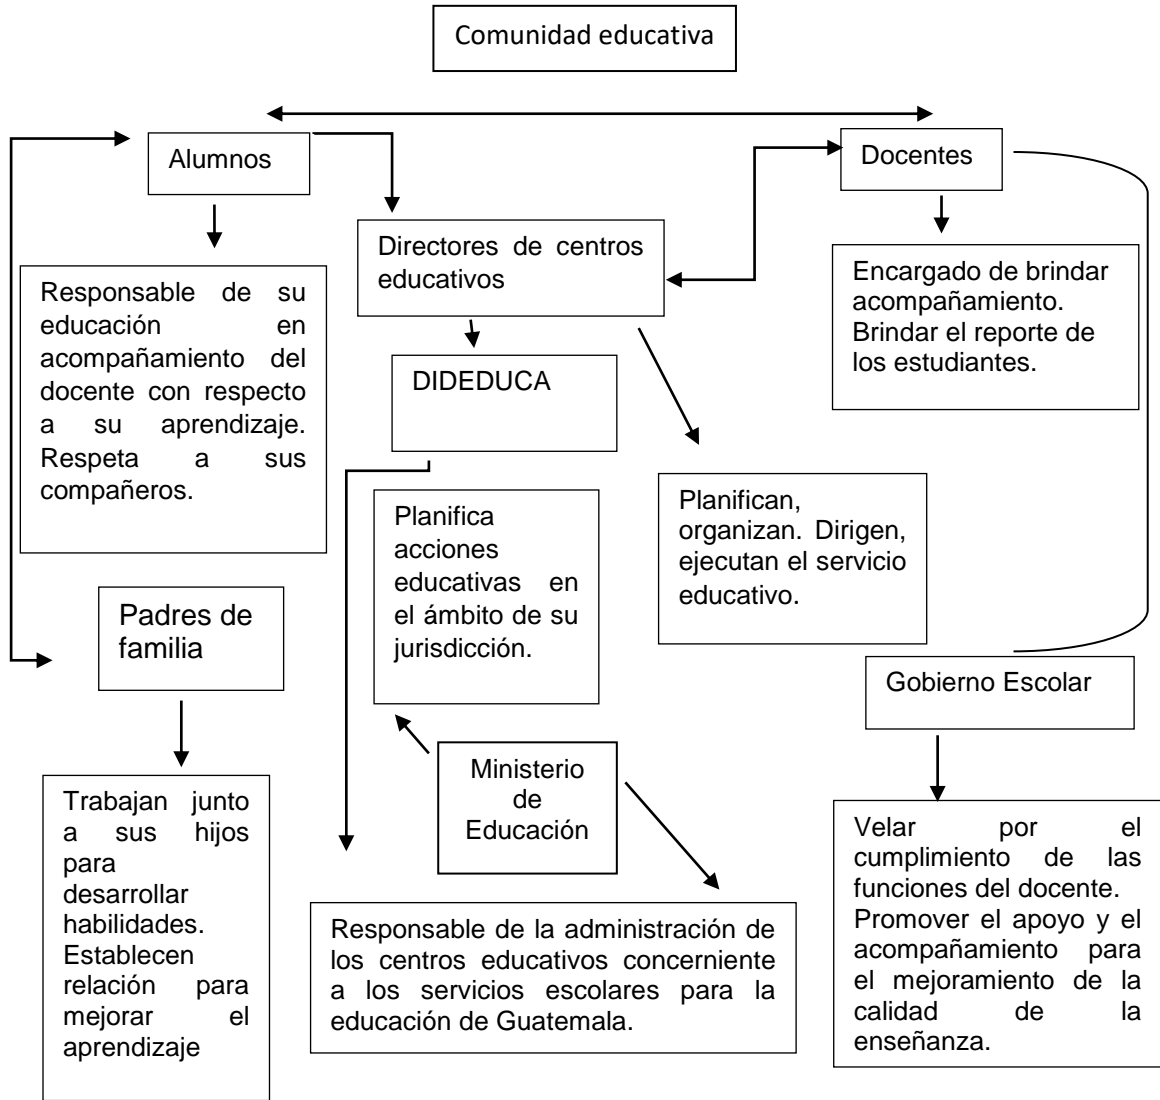 Comunidad educativa
Alumnos
Docentes
Directores de centros
educativos
Responsable de su
educación en
acompañamiento del
docente con respecto
a su aprendizaje.
Respeta a sus
compañeros.
Encargado de brindar
acompañamiento.
Brindar el reporte de
los estudiantes.
DIDEDUCA
Planifica
acciones
educativas en
el ámbito de su
jurisdicción.
Planifican,
organizan. Dirigen,
ejecutan el servicio
educativo.
Padres de
familia
Gobierno Escolar
Ministerio
de
Educación
Trabajan junto
a sus hijos
para
desarrollar
habilidades.
Establecen
relación para
mejorar el
aprendizaje
Responsable de la administración de
los centros educativos concerniente
a los servicios escolares para la
educación de Guatemala.
Velar por el
cumplimiento de las
funciones del docente.
Promover el apoyo y el
acompañamiento para
el mejoramiento de la
calidad de la
enseñanza.